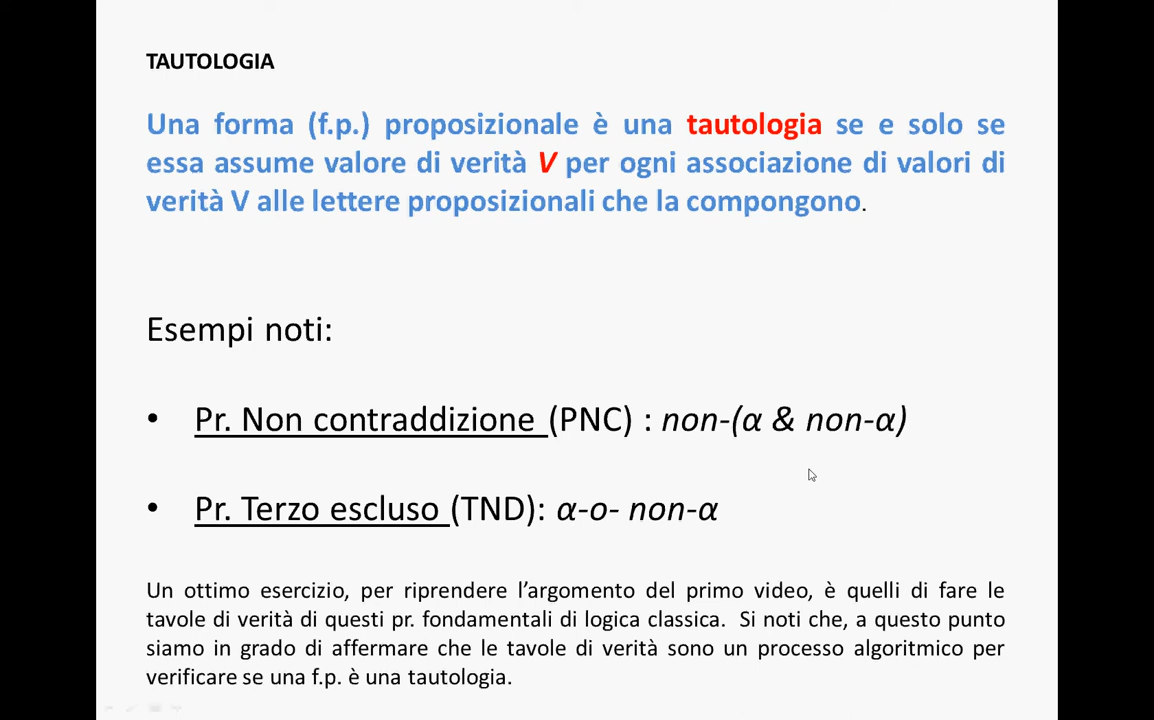 TAUTOLOGIA
Una forma (f.p.) proposizionale è una tautologia se e solo se
essa assume valore di verità V per ogni associazione di valori di
verità V alle lettere proposizionali che la compongono.
Esempi noti:
• Pr. Non contraddizione (PNC) : non-(α & non-α)
• Pr. Terzo escluso (TND): α-o- non-α
Un ottimo esercizio, per riprendere l’argomento del primo video, è quelli di fare le
tavole di verità di questi pr. fondamentali di logica classica. Si noti che, a questo punto
siamo in grado di affermare che le tavole di verità sono un processo algoritmico per
verificare se una f.p. è una tautologia.